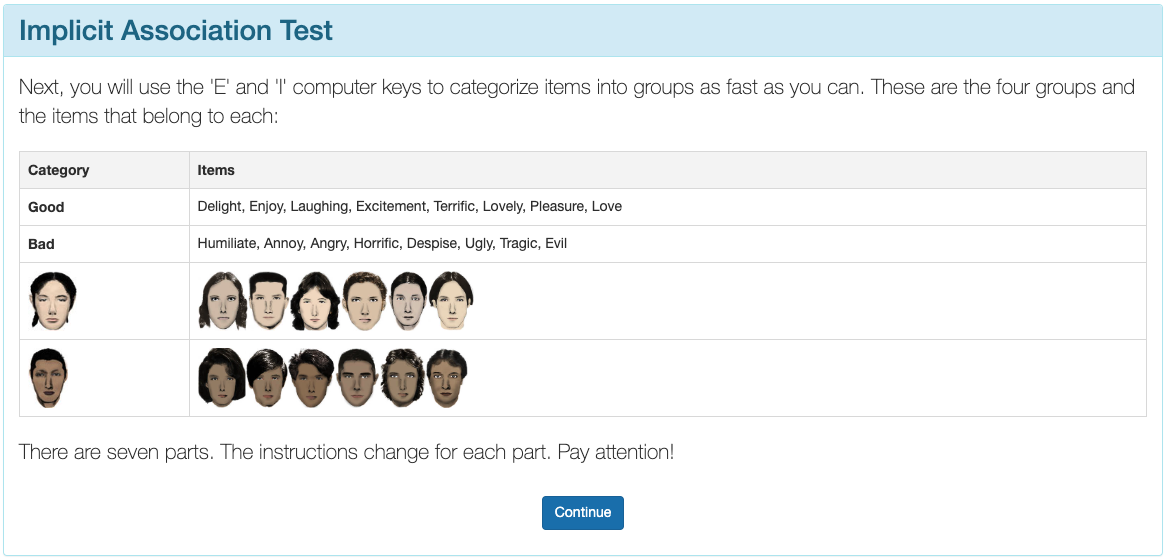 Implicit Association Test
Next, you will use the 'E' and 'I' computer keys to categorize items into groups as fast as you can. These are the four groups and
the items that belong to each:
Category Items
Good Delight, Enjoy, Laughing, Excitement, Terrific, Lovely, Pleasure, Love
Bad Humiliate, Annoy, Angry, Horrific, Despise, Ugly, Tragic, Evil
There are seven parts. The instructions change for each part. Pay attention!
Continue